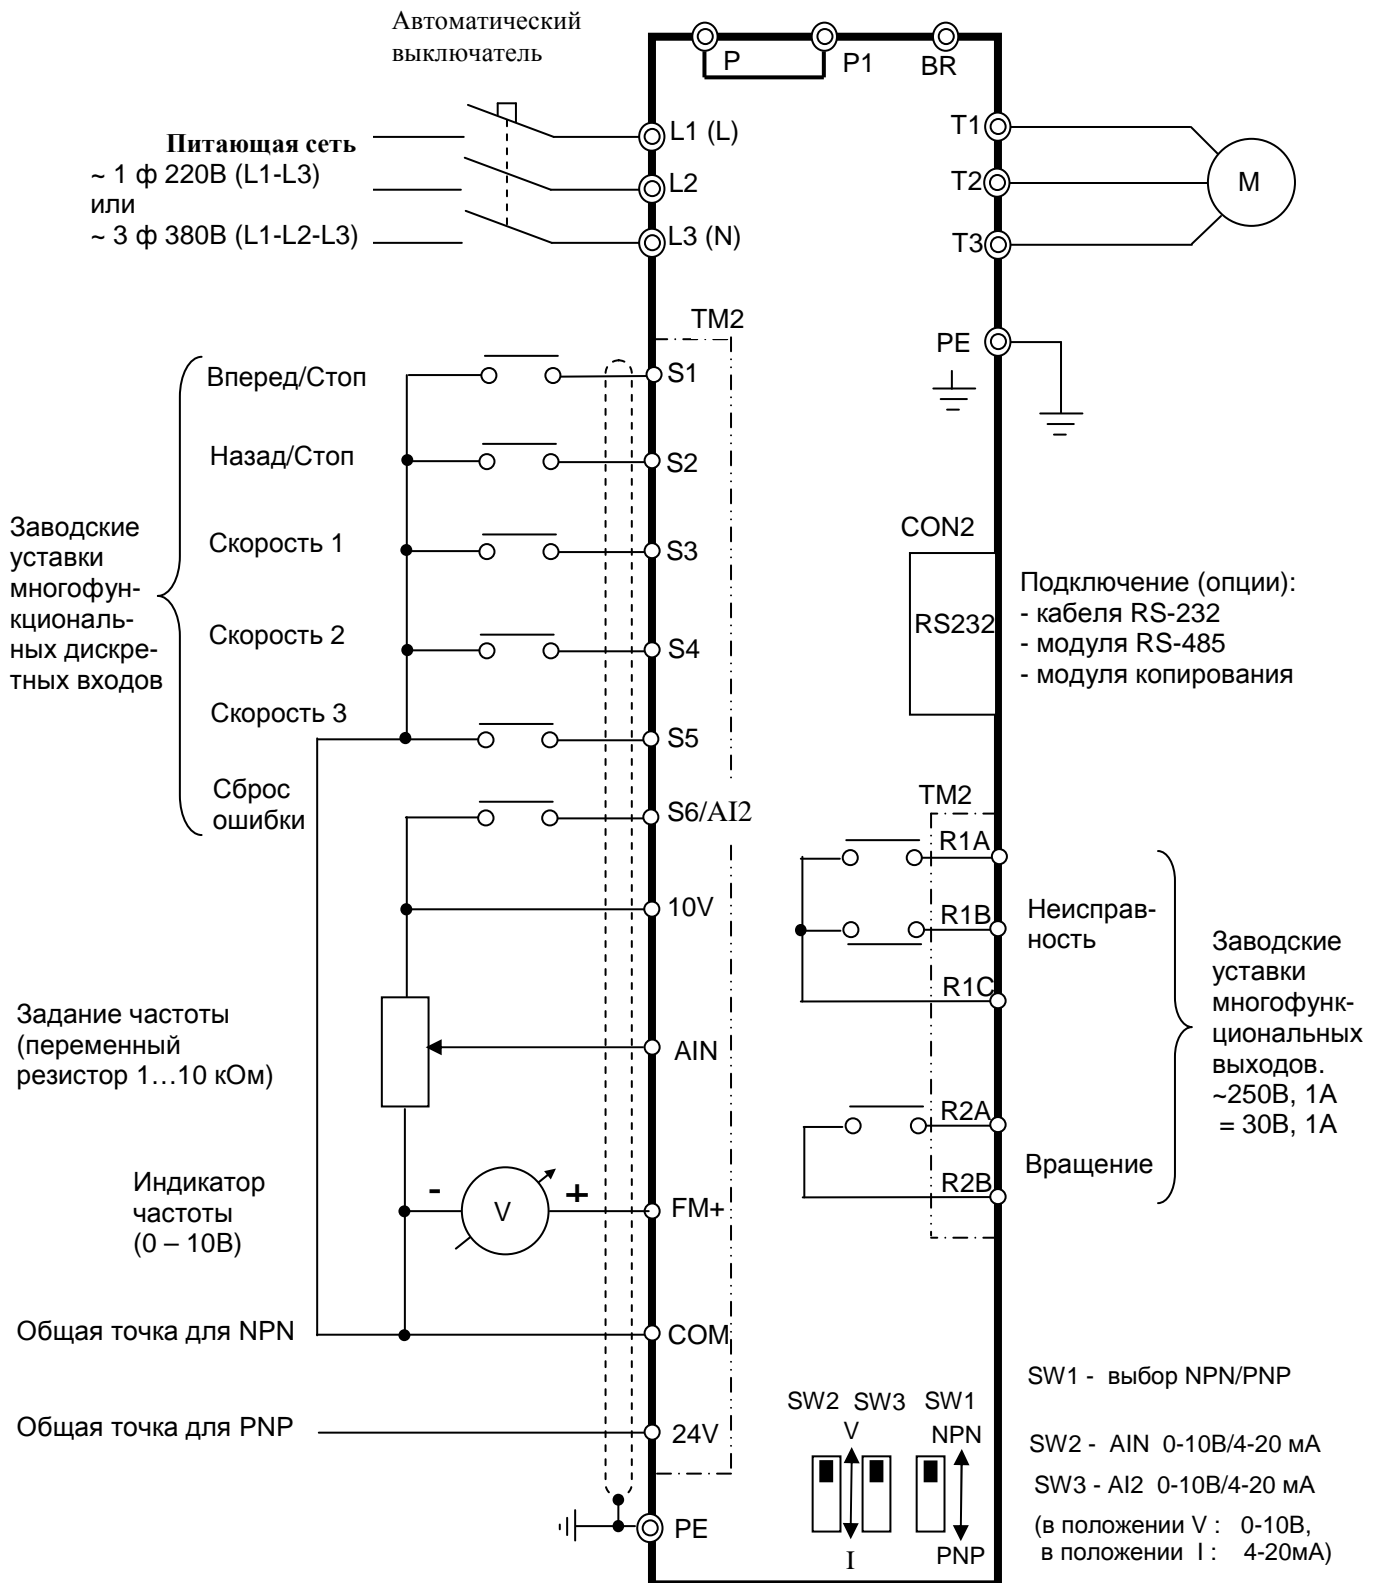 Автоматический
выключатель
P
P1
BR
Питающая сеть
~ 1 ф 220В (L1-L3)
или
~ 3 ф 380В (L1-L2-L3)
L1 (L)
L2
L3 (N)
T1
T2
T3
M
TM2
PE
Заводские
уставки
многофун-
кциональ-
ных дискре-
тных входов
Вперед/Стоп
Назад/Стоп
Скорость 1
Скорость 2
Скорость 3
Сброс
ошибки
S1
S2
S3
S4
S5
S6/AI2
10V
AIN
FM+
COM
24V
PE
CON2
RS232
Подключение (опции):
- кабеля RS-232
- модуля RS-485
- модуля копирования
TM2
R1A
R1B
R1C
R2A
R2B
Неисправ-
ность
Вращение
Заводские
уставки
многофунк-
циональных
выходов.
~250В, 1А
= 30В, 1А
Задание частоты
(переменный
резистор 1…10 кОм)
Индикатор
частоты
(0 – 10В)
- V +
Общая точка для NPN
Общая точка для PNP
SW2 SW3 SW1
V NPN
I PNP
SW1 - выбор NPN/PNP
SW2 - AIN 0-10В/4-20 мА
SW3 - AI2 0-10В/4-20 мА
(в положении V : 0-10В,
в положении I : 4-20мА)